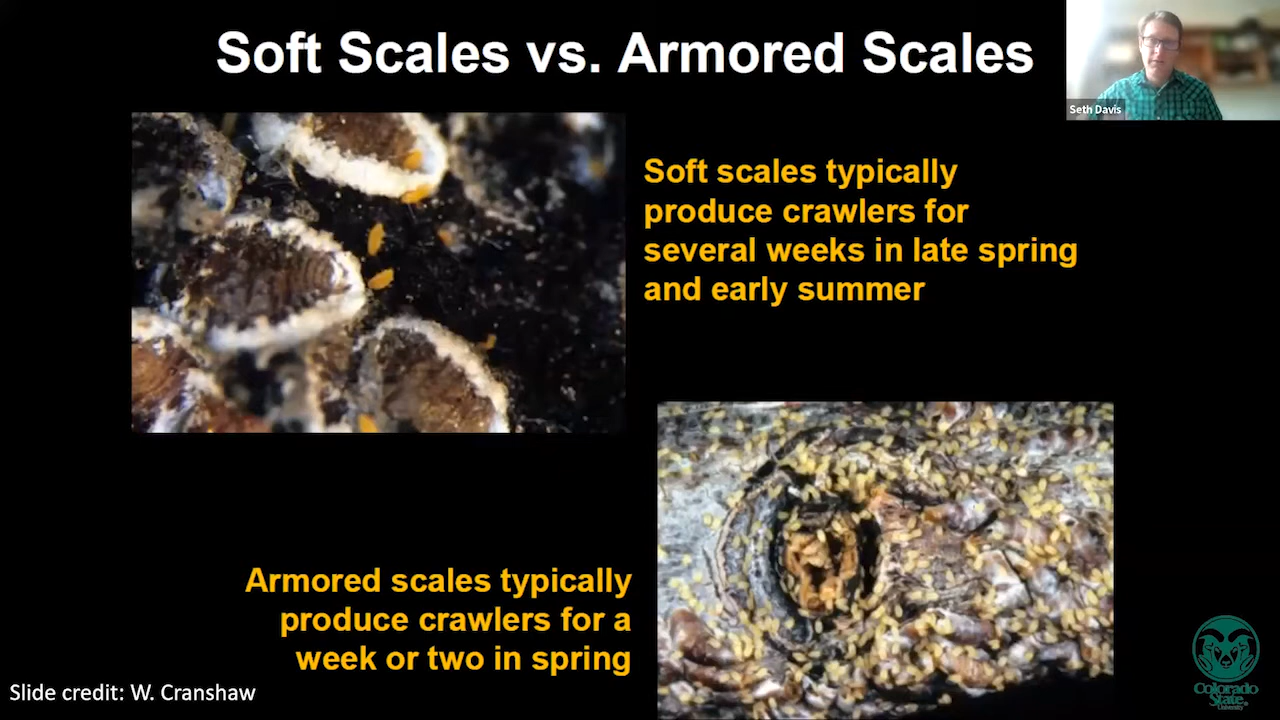 Soft Scales vs. Armored Scales
Seth Davis
Soft scales typically
produce crawlers for
several weeks in late spring
and early summer
Armored scales typically
produce crawlers for a
week or two in spring
Slide credit: W. Cranshaw
Colorado
State
University